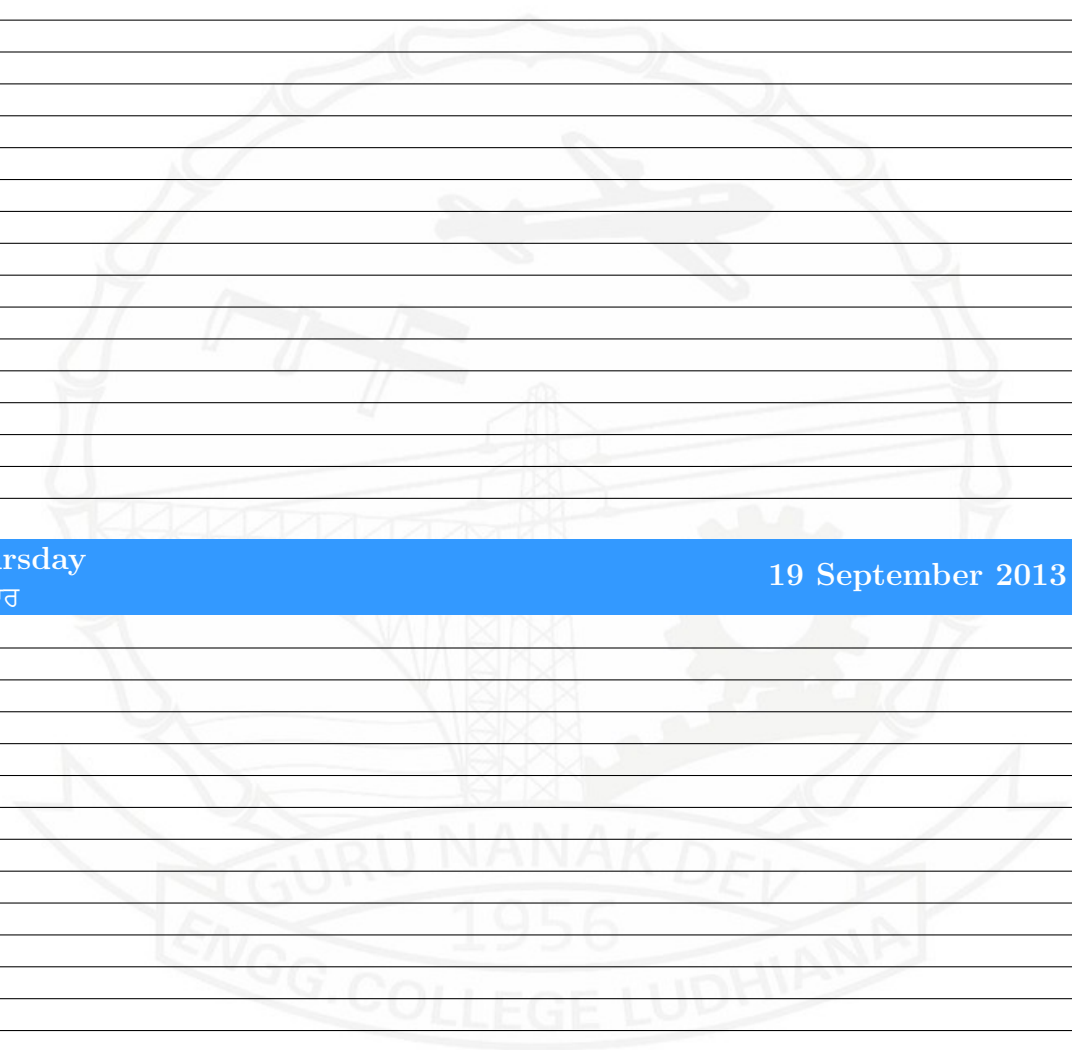 rsday
ਾਰ
19 September 2013
GURU NANAK DEV
1956
ENGG. COLLEGE LUDHIANA